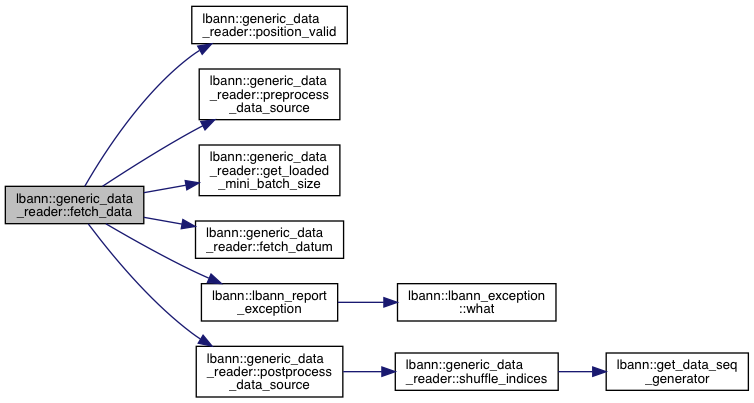 lbann::generic_data
_reader::position_valid
lbann::generic_data
_reader::preprocess
_data_source
lbann::generic_data
_reader::get_loaded
_mini_batch_size
lbann::generic_data
_reader::fetch_data
lbann::generic_data
_reader::fetch_datum
lbann::lbann_report
_exception
lbann::lbann_exception
::what
lbann::generic_data
_reader::postprocess
_data_source
lbann::generic_data
_reader::shuffle_indices
lbann::get_data_seq
_generator